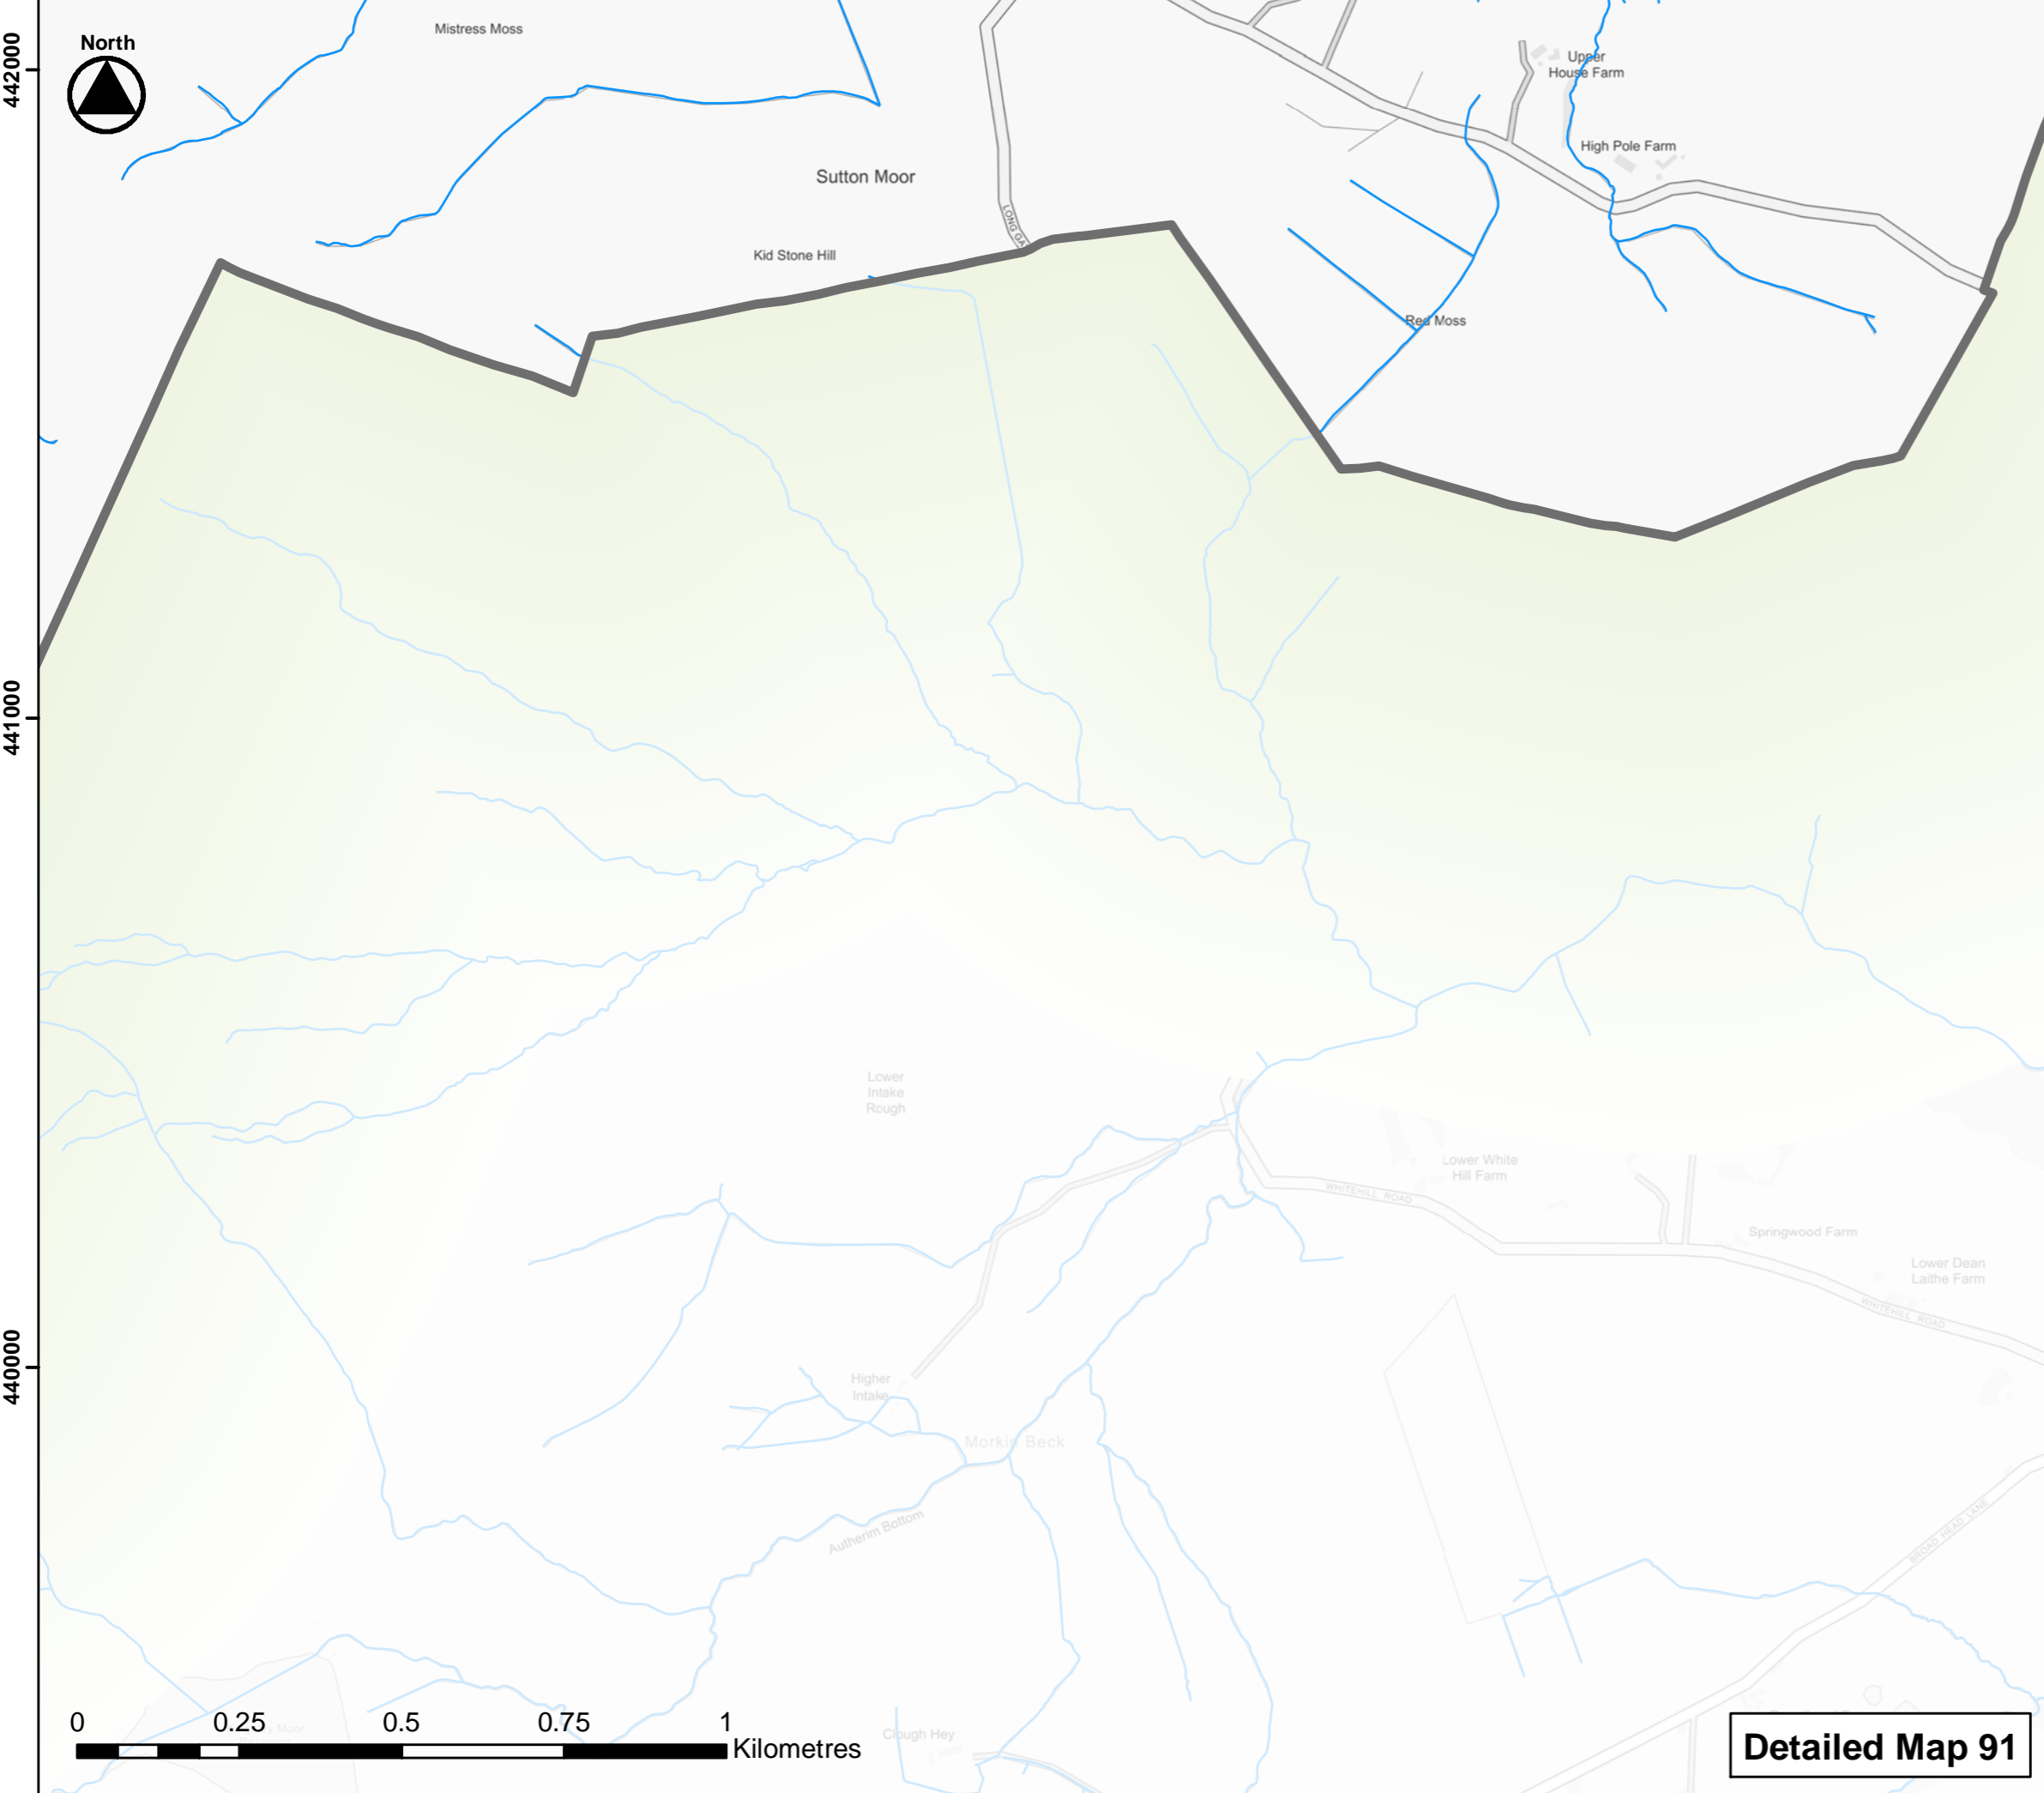 442000
North
Mistress Moss
Upper
House Farm
High Pole Farm
Sutton Moor
LONG GA
Kid Stone Hill
Red Moss
441000
Lower
Intake
Rough
Lower White
Hill Farm
WHITEHILL ROAD
Springwood Farm
Lower Dean
Laithe Farm
WHITEHILL ROAD
440000
Higher
Intake
Morkin Beck
Autherim Bottom
BROAD HEAD LANE
Moor
Clough Hey
0 0.25 0.5 0.75 1
Kilometres
Detailed Map 91